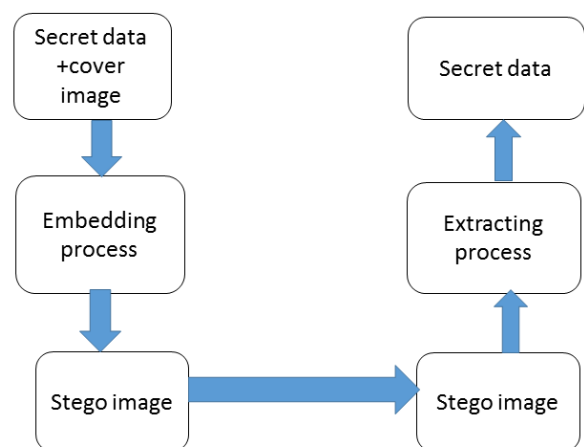 Secret data
+cover
image
Embedding
process
Stego image
Stego image
Extracting
process
Secret data